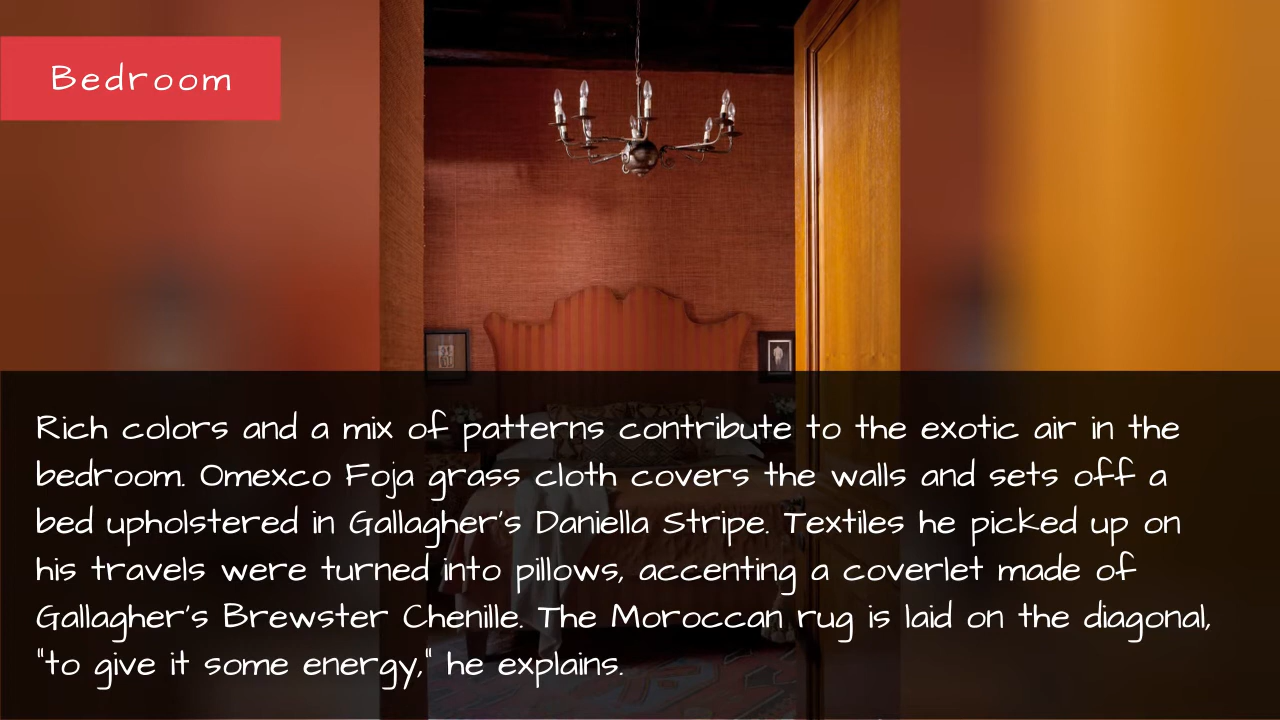 Bedroom
Rich colors and a mix of patterns contribute to the exotic air in the
bedroom. Omexco Foja grass cloth covers the walls and sets off a
bed upholstered in Gallagher's Daniella Stripe. Textiles he picked up on
his travels were turned into pillows, accenting a coverlet made of
Gallagher's Brewster Chenille. The Moroccan rug is laid on the diagonal,
"to give it some energy," he explains.